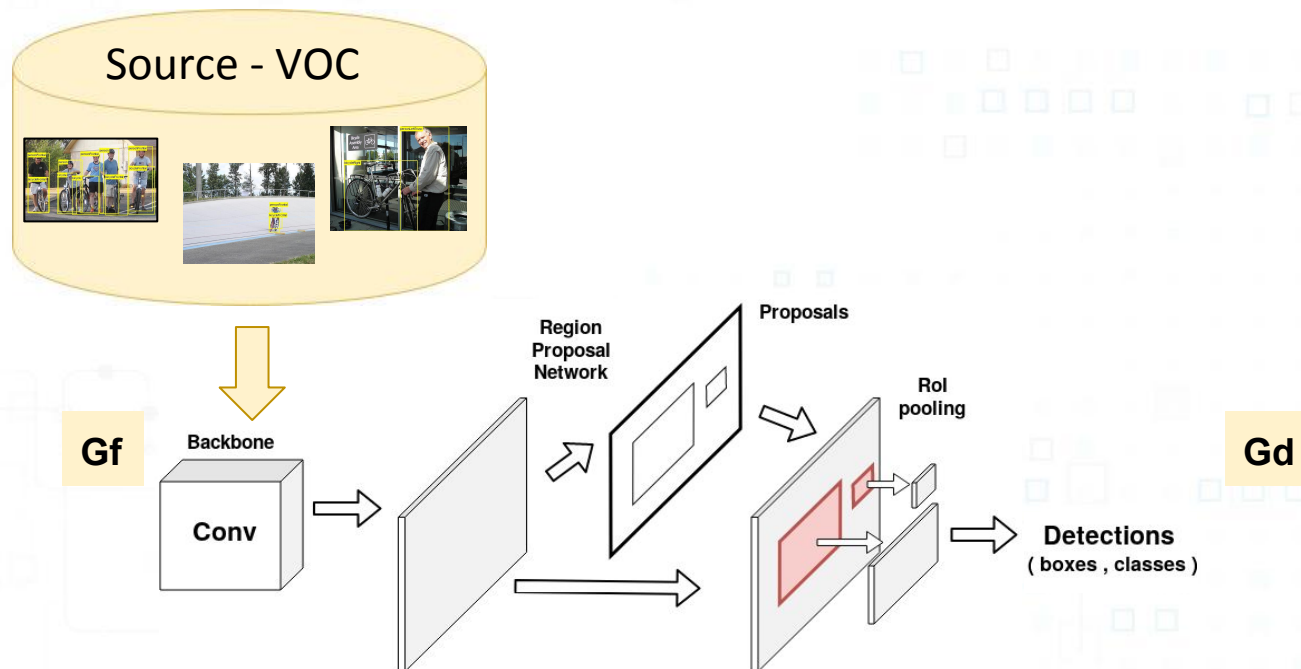 Source - VOC
Region
Proposal
Network
Proposals
RoI
pooling
Gf
Backbone
Gd
Conv
Detections
( boxes , classes )